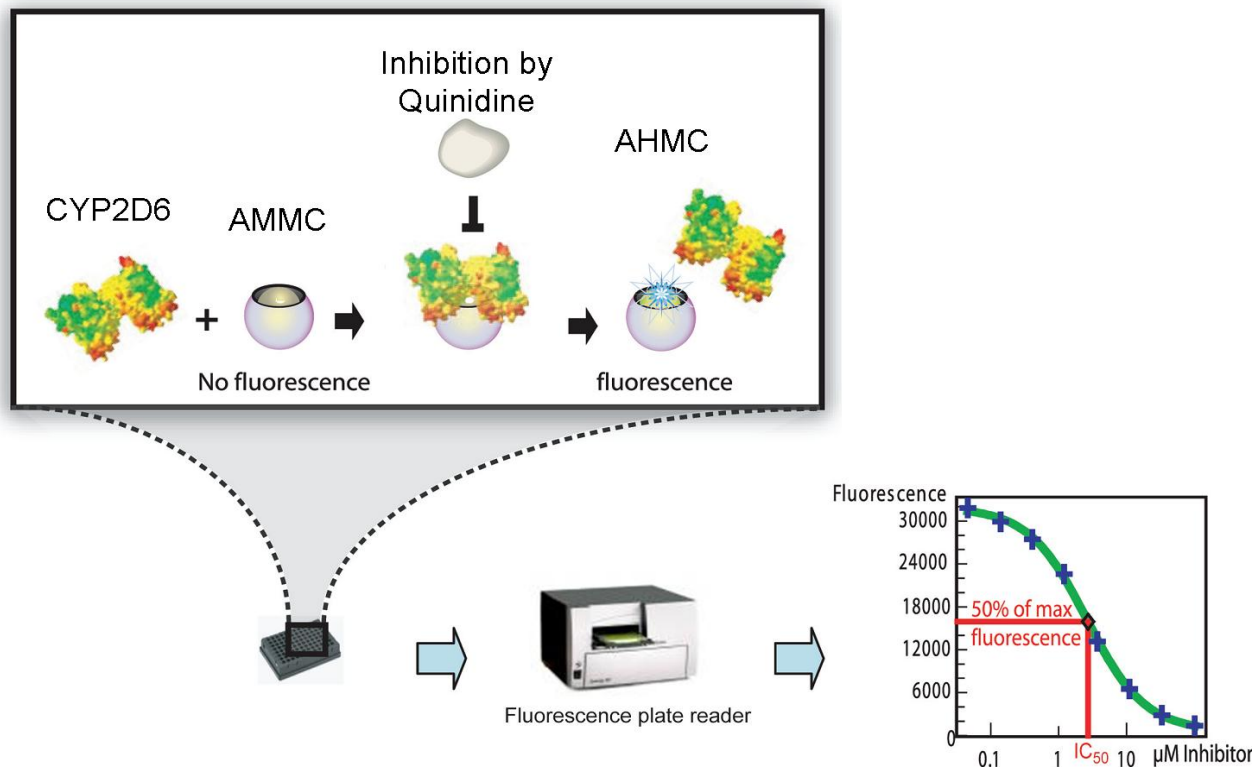 Inhibition by
Quinidine
AHMC
CYP2D6
AMMC
+
No fluorescence
fluorescence
Fluorescence
30000
24000
18000
12000
6000
0
50% of max
fluorescence
0.1
1
IC₅₀
10
µM Inhibitor
Fluorescence plate reader